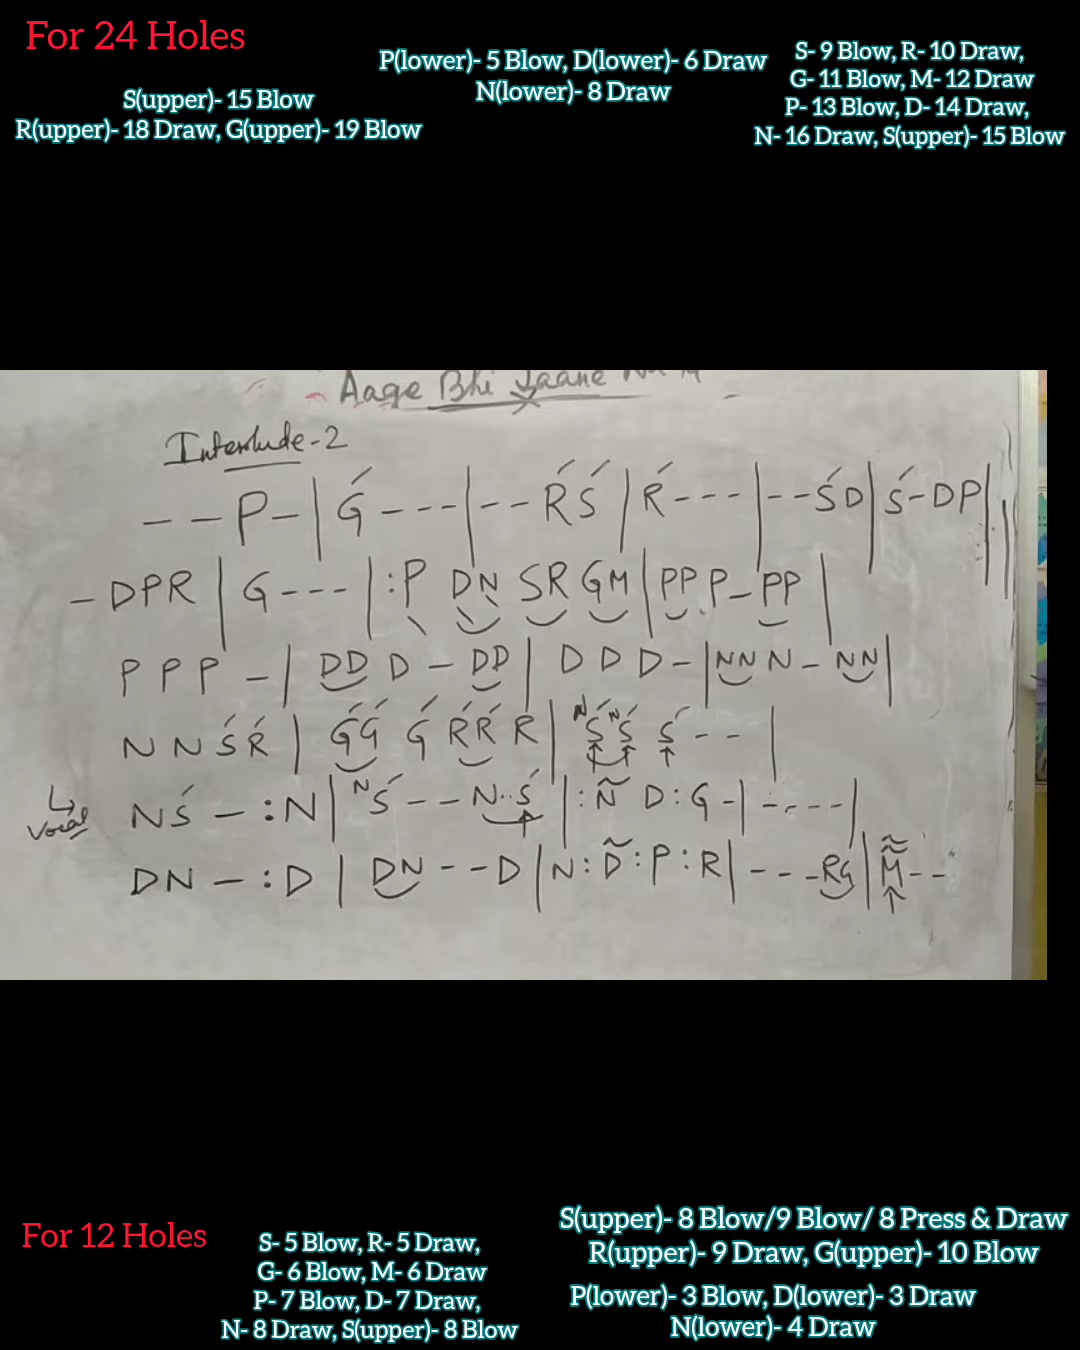 For 24 Holes
S(upper)- 15 Blow
R(upper)- 18 Draw, G(upper)- 19 Blow
P(lower)- 5 Blow, D(lower)- 6 Draw
N(lower)- 8 Draw
S- 9 Blow, R- 10 Draw,
G- 11 Blow, M- 12 Draw
P- 13 Blow, D- 14 Draw,
N- 16 Draw, S(upper)- 15 Blow
Aage Bhi Jaane
Interlude-2
- - P - | Ǵ - - - | - - Ŕ Ś | Ŕ - - - | - - Ś D | Ś - D P |
- D P R | G - - - | : P D N S R G M | P P P - P P |
P P P - | D D D - D D | D D D - | N N N - N N |
N N Ś Ŕ | Ǵ Ǵ Ǵ Ŕ Ŕ R | ᴺŚ ᴺŚ Ś - - |
Vocal N Ś - : N | ᴺŚ - - N . . Ś | : Ñ D : G - | - - - - |
D N - : D | D N - - D | N : D̃ : P : R | - - - R G | M - -
For 12 Holes
S- 5 Blow, R- 5 Draw,
G- 6 Blow, M- 6 Draw
P- 7 Blow, D- 7 Draw,
N- 8 Draw, S(upper)- 8 Blow
S(upper)- 8 Blow/9 Blow/ 8 Press & Draw
R(upper)- 9 Draw, G(upper)- 10 Blow
P(lower)- 3 Blow, D(lower)- 3 Draw
N(lower)- 4 Draw